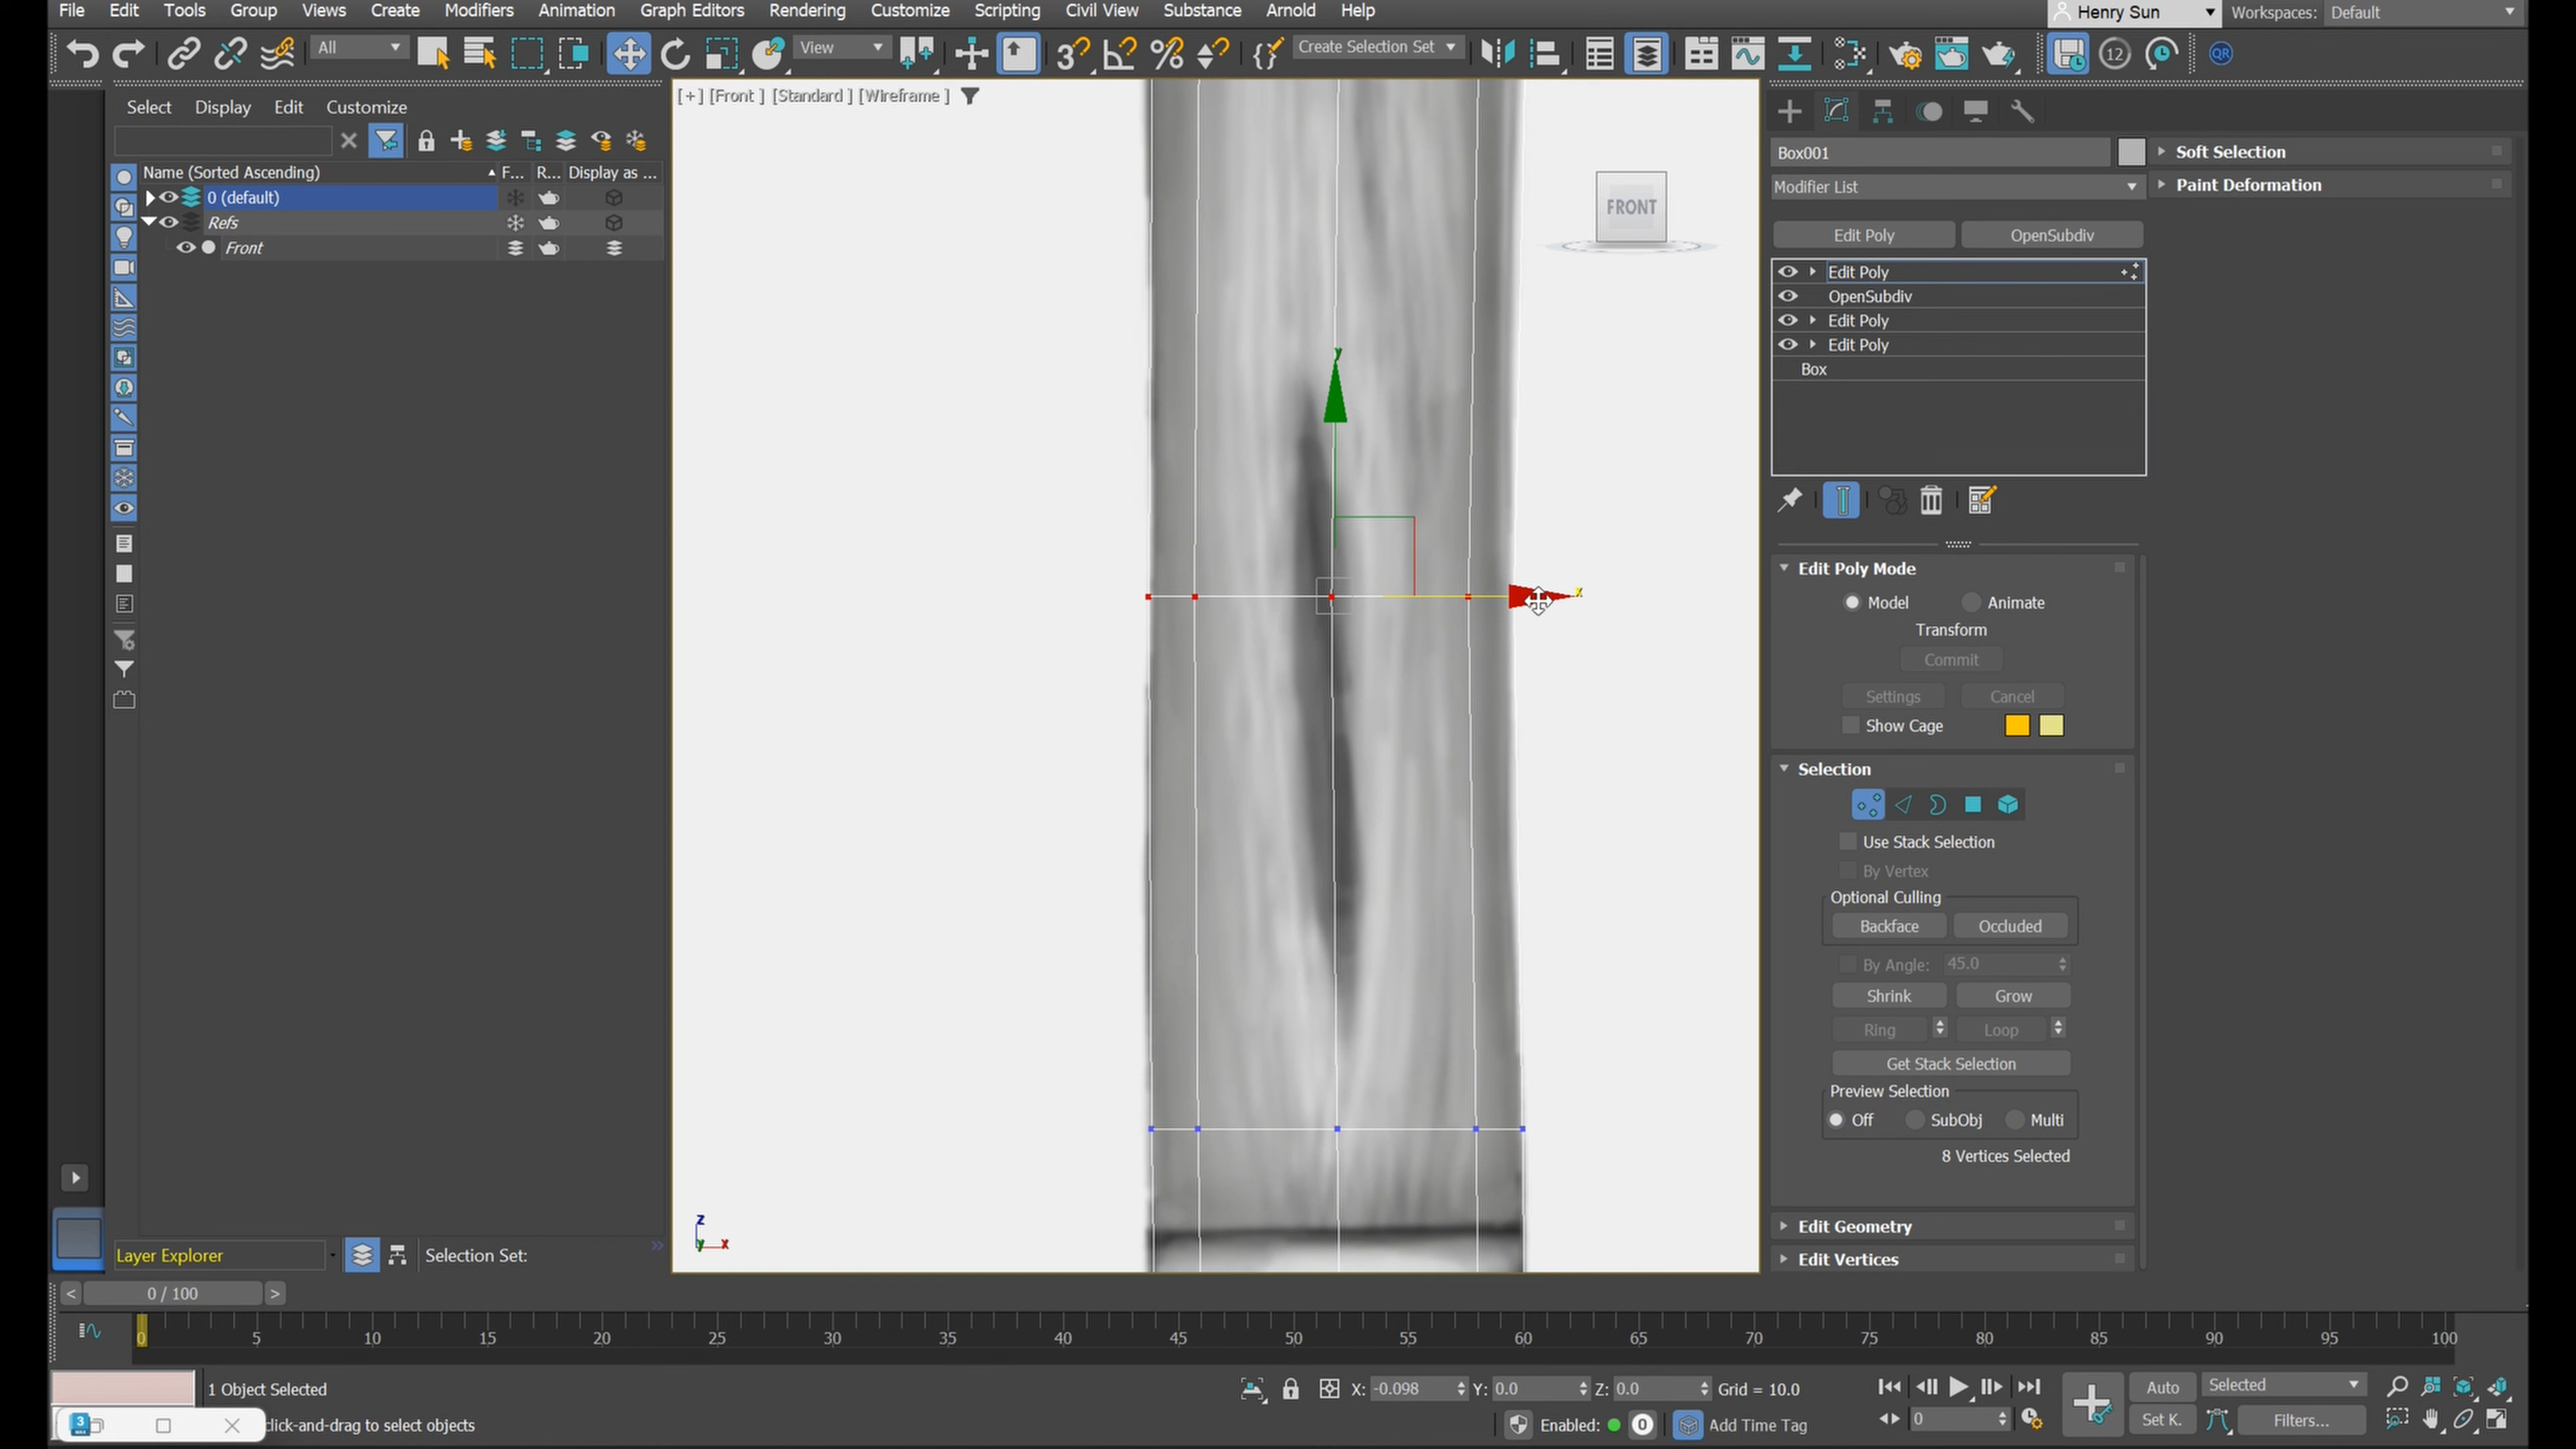 File Edit Tools Group Views Create Modifiers Animation Graph Editors Rendering Customize Scripting Civil View Substance Arnold Help Henry Sun Workspaces: Default
All View Create Selection Set 12 QR
Select Display Edit Customize
[+] [Front ] [Standard ] [Wireframe ]
Name (Sorted Ascending) F... R... Display as ...
0 (default)
Refs
Front
FRONT
y
x
Box001
Modifier List
Edit Poly OpenSubdiv
Edit Poly
OpenSubdiv
Edit Poly
Edit Poly
Box
Soft Selection
Paint Deformation
Edit Poly Mode
Model Animate
Transform
Commit
Settings Cancel
Show Cage
Selection
Use Stack Selection
By Vertex
Optional Culling
Backface Occluded
By Angle: 45.0
Shrink Grow
Ring Loop
Get Stack Selection
Preview Selection
Off SubObj Multi
8 Vertices Selected
Edit Geometry
Edit Vertices
z
y x
Layer Explorer Selection Set: »
< 0 / 100 >
0 5 10 15 20 25 30 35 40 45 50 55 60 65 70 75 80 85 90 95 100
1 Object Selected X: -0.098 Y: 0.0 Z: 0.0 Grid = 10.0 Auto Selected
3 click-and-drag to select objects Enabled: 0 Add Time Tag 0 Set K. Filters...